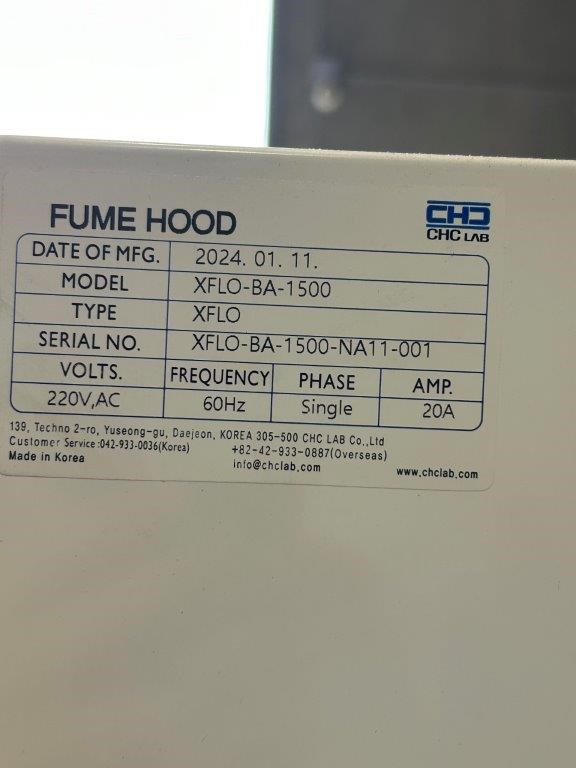 FUME HOOD
CHC
CHC LAB
DATE OF MFG. 2024. 01. 11.
MODEL XFLO-BA-1500
TYPE XFLO
SERIAL NO. XFLO-BA-1500-NA11-001
VOLTS. FREQUENCY PHASE AMP.
220V,AC 60Hz Single 20A
139, Techno 2-ro, Yuseong-gu, Daejeon, KOREA 305-500 CHC LAB Co.,Ltd
Customer Service :042-933-0036(Korea) +82-42-933-0887(Overseas)
Made in Korea info@chclab.com www.chclab.com